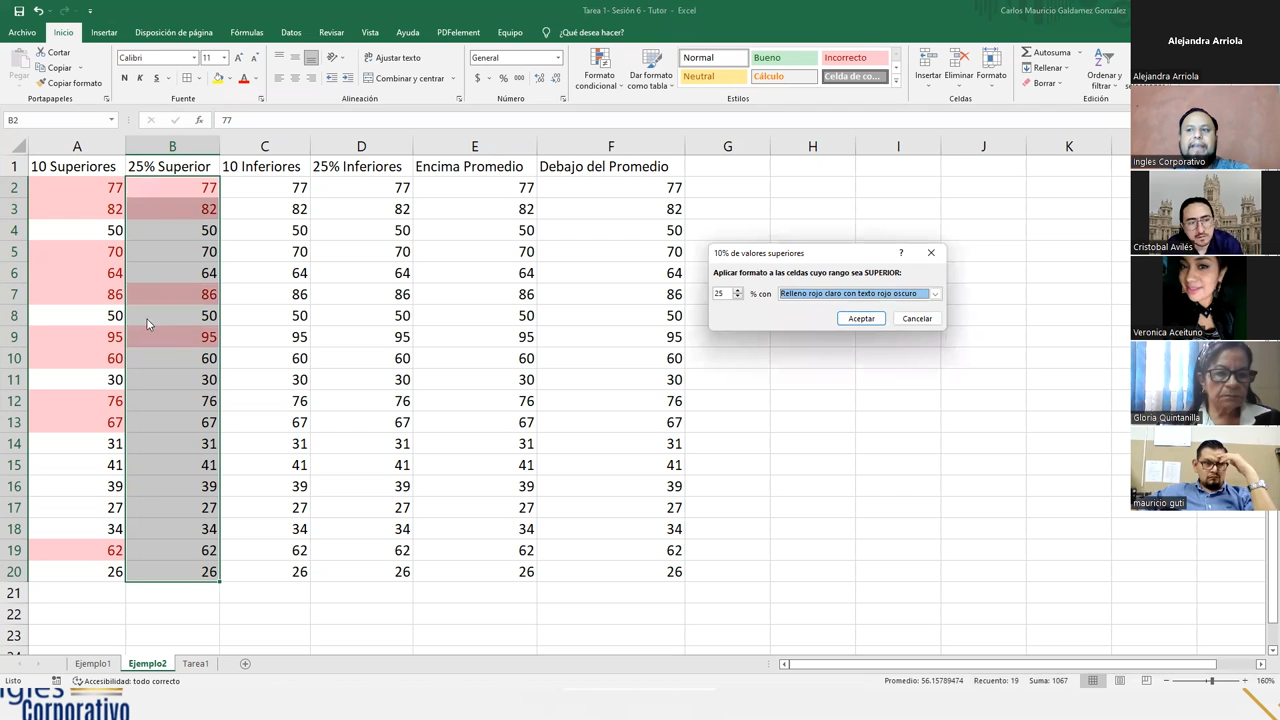 Tarea 1- Sesión 6 - Tutor - Excel
Carlos Mauricio Galdamez Gonzalez
Archivo Inicio Insertar Disposición de página Fórmulas Datos Revisar Vista Ayuda PDFelement Equipo ¿Qué desea hacer?
Pegar
Cortar
Copiar
Copiar formato
Portapapeles
Calibri 11
N K S
Fuente
Ajustar texto
Combinar y centrar
Alineación
General
$ % 000
Número
Formato condicional
Dar formato como tabla
Normal Bueno Incorrecto
Neutral Cálculo Celda de co...
Estilos
Insertar Eliminar Formato
Celdas
Autosuma
Rellenar
Borrar
Ordenar y filtrar
Edición
B2 fx 77
A B C D E F G H I J K
1 10 Superiores 25% Superior 10 Inferiores 25% Inferiores Encima Promedio Debajo del Promedio
2 77 77 77 77 77 77
3 82 82 82 82 82 82
4 50 50 50 50 50 50
5 70 70 70 70 70 70
6 64 64 64 64 64 64
7 86 86 86 86 86 86
8 50 50 50 50 50 50
9 95 95 95 95 95 95
10 60 60 60 60 60 60
11 30 30 30 30 30 30
12 76 76 76 76 76 76
13 67 67 67 67 67 67
14 31 31 31 31 31 31
15 41 41 41 41 41 41
16 39 39 39 39 39 39
17 27 27 27 27 27 27
18 34 34 34 34 34 34
19 62 62 62 62 62 62
20 26 26 26 26 26 26
21
22
23
10% de valores superiores ?
Aplicar formato a las celdas cuyo rango sea SUPERIOR:
25 % con Relleno rojo claro con texto rojo oscuro
Aceptar Cancelar
Alejandra Arriola
Alejandra Arriola
Ingles Corporativo
Cristobal Avilés
Veronica Aceituno
Gloria Quintanilla
mauricio guti
Ejemplo1 Ejemplo2 Tarea1
Listo Accesibilidad: todo correcto Promedio: 56.15789474 Recuento: 19 Suma: 1067 160%
Ingles
Corporativo